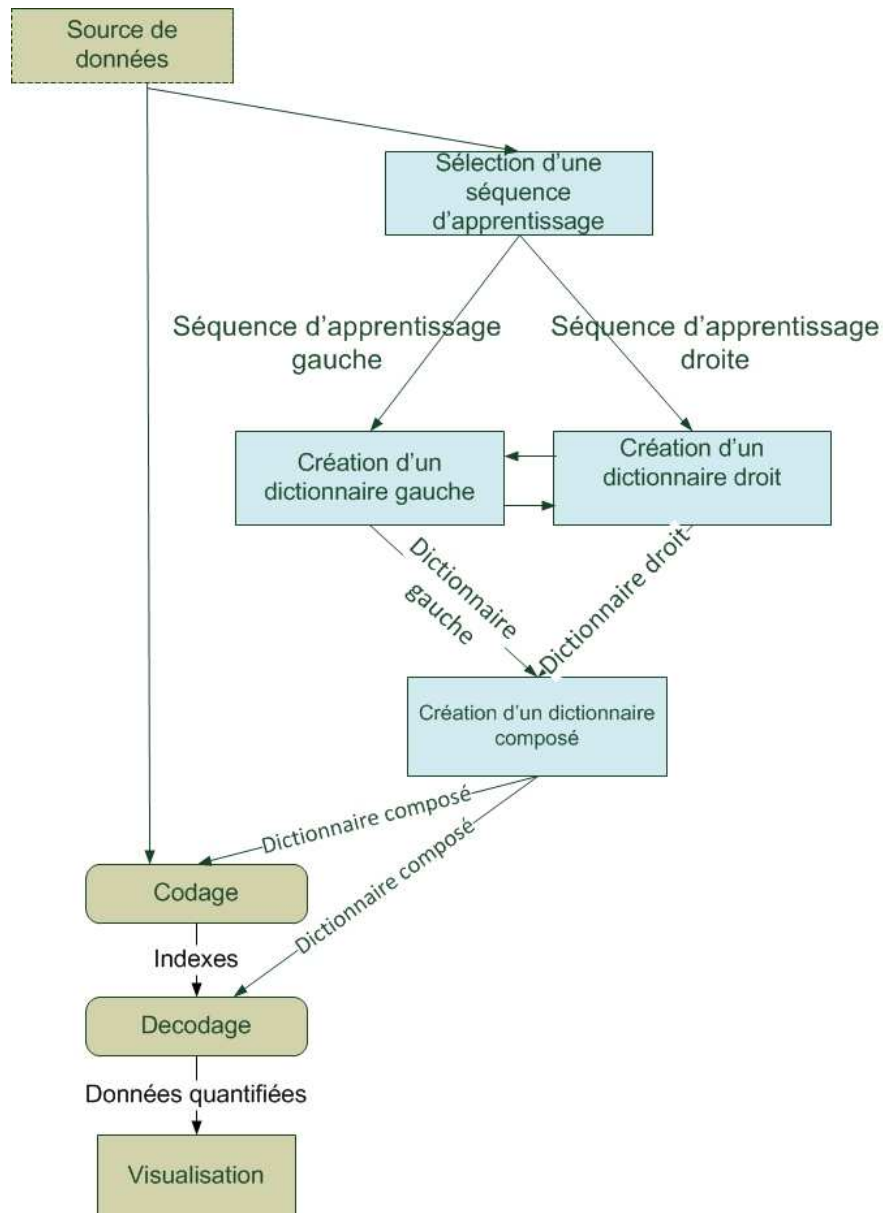 Source de
données
Sélection d'une
séquence
d'apprentissage
Séquence d'apprentissage
gauche
Séquence d'apprentissage
droite
Création d'un
dictionnaire gauche
Création d'un
dictionnaire droit
Dictionnaire
gauche
Dictionnaire droit
Création d'un dictionnaire
composé
Dictionnaire composé
Dictionnaire composé
Codage
Indexes
Decodage
Données quantifiées
Visualisation